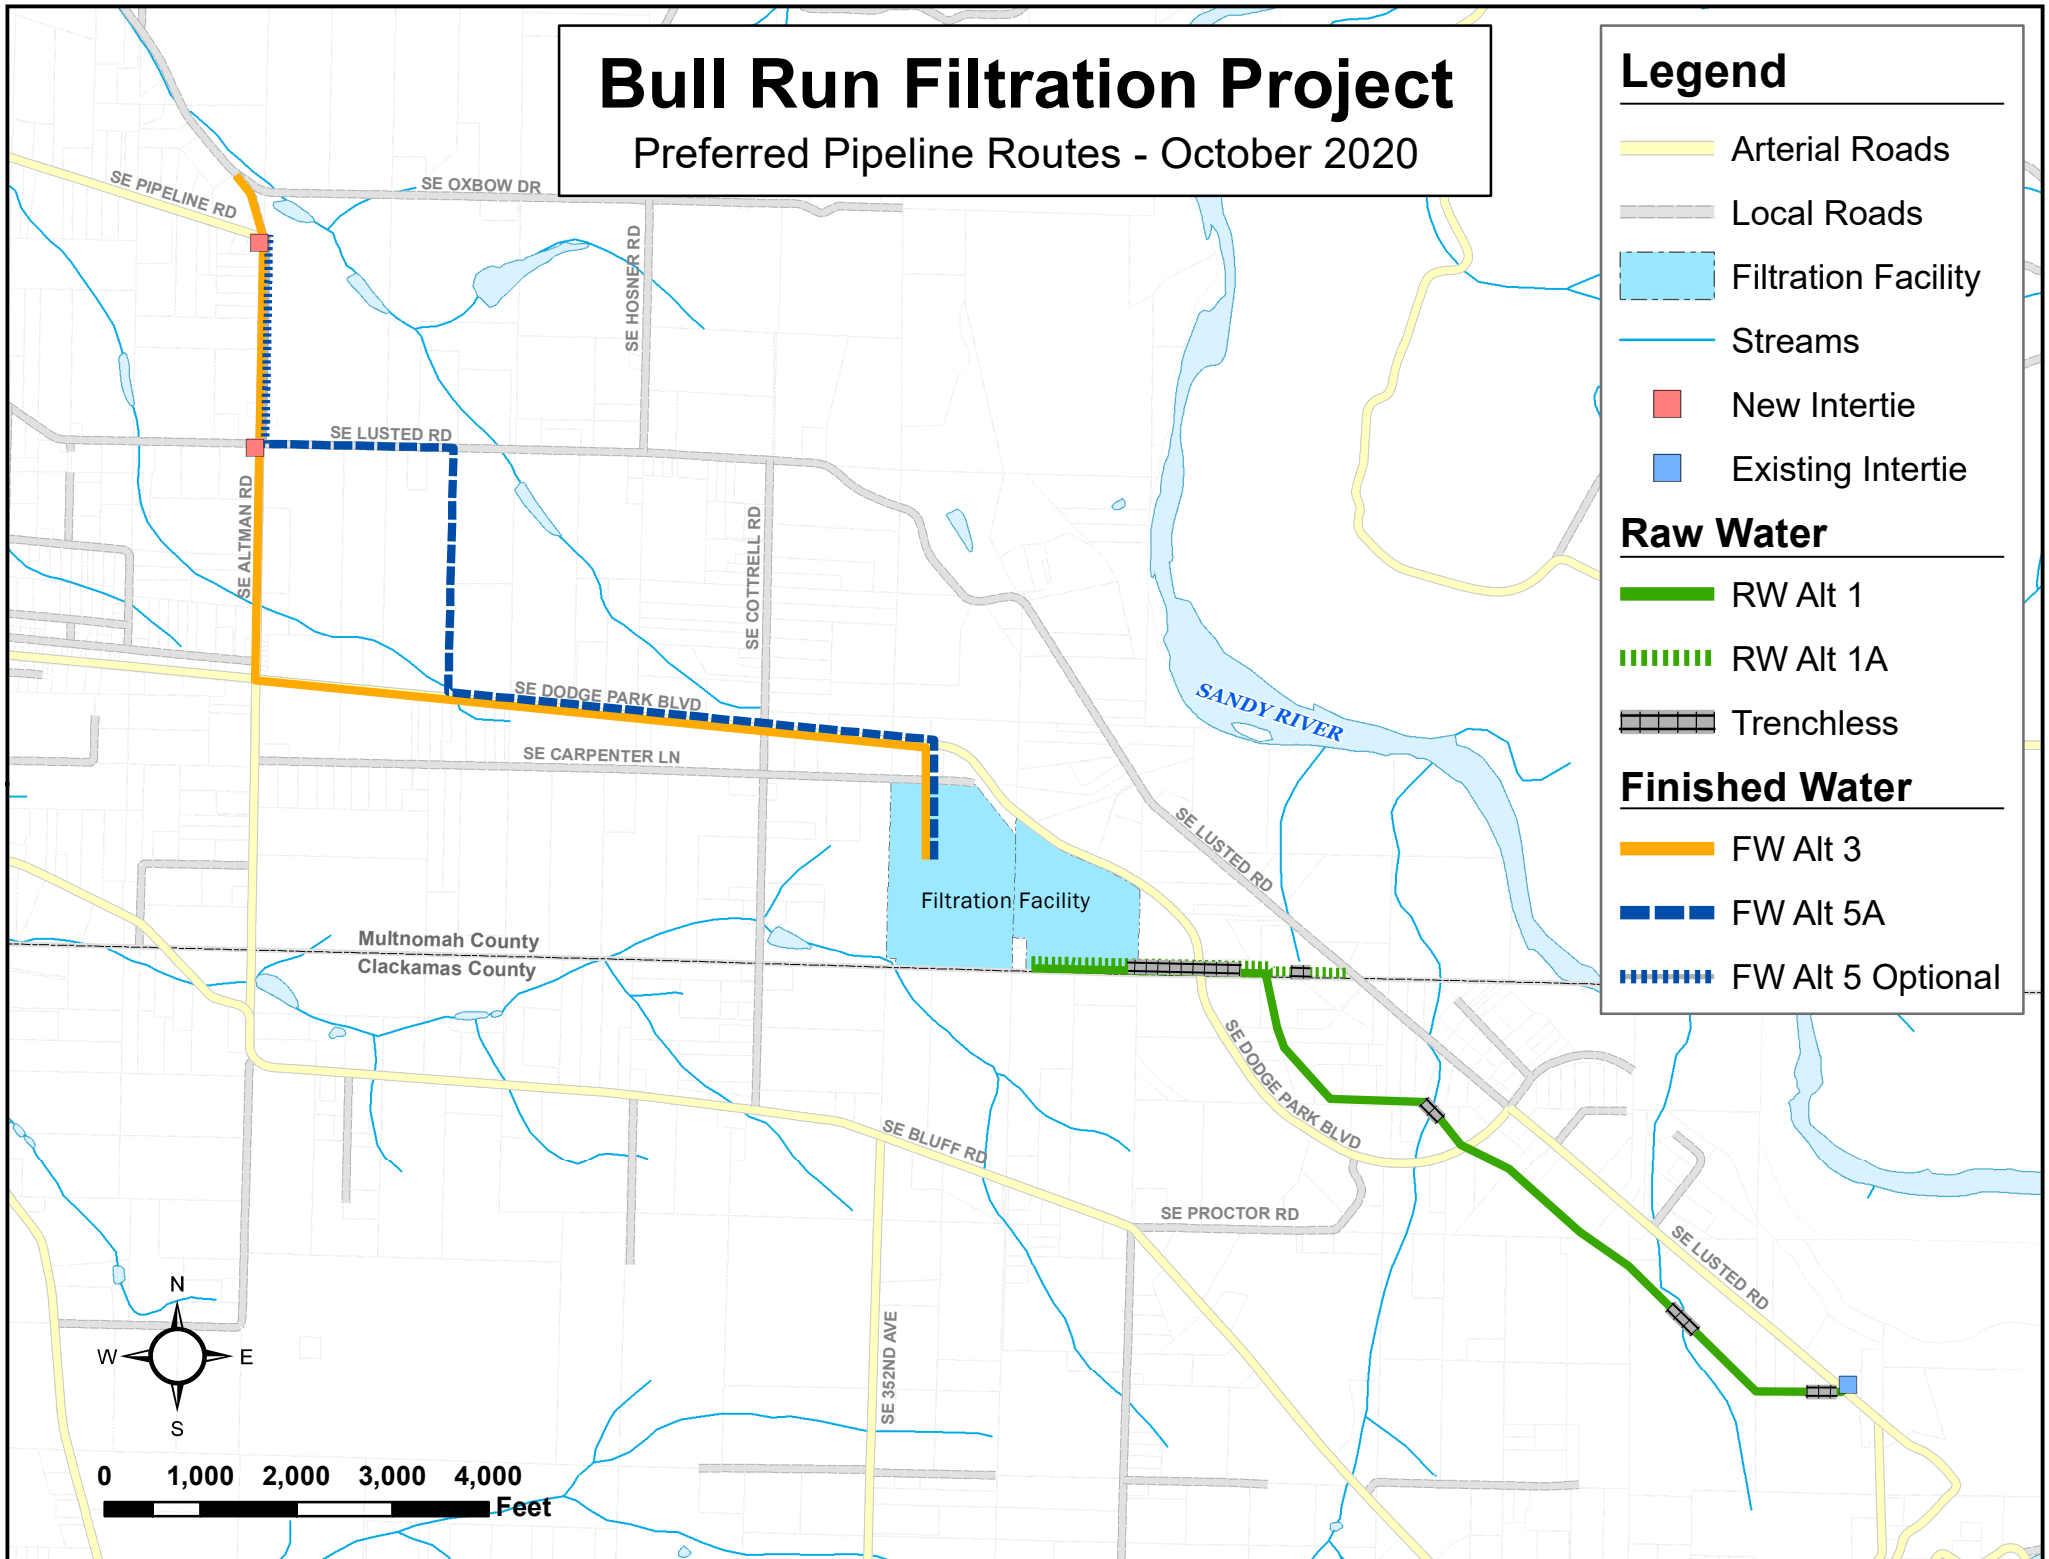 Bull Run Filtration Project
Preferred Pipeline Routes - October 2020
Legend
Arterial Roads
Local Roads
Filtration Facility
Streams
New Intertie
Existing Intertie
Raw Water
RW Alt 1
RW Alt 1A
Trenchless
Finished Water
FW Alt 3
FW Alt 5A
FW Alt 5 Optional
SE PIPELINE RD
SE OXBOW DR
SE HOSNER RD
SE LUSTED RD
SE ALTMAN RD
SE COTTRELL RD
SE DODGE PARK BLVD
SE CARPENTER LN
SANDY RIVER
SE LUSTED RD
Filtration Facility
Multnomah County
Clackamas County
SE DODGE PARK BLVD
SE BLUFF RD
SE PROCTOR RD
SE LUSTED RD
SE 352ND AVE
N
W E
S
0 1,000 2,000 3,000 4,000
Feet